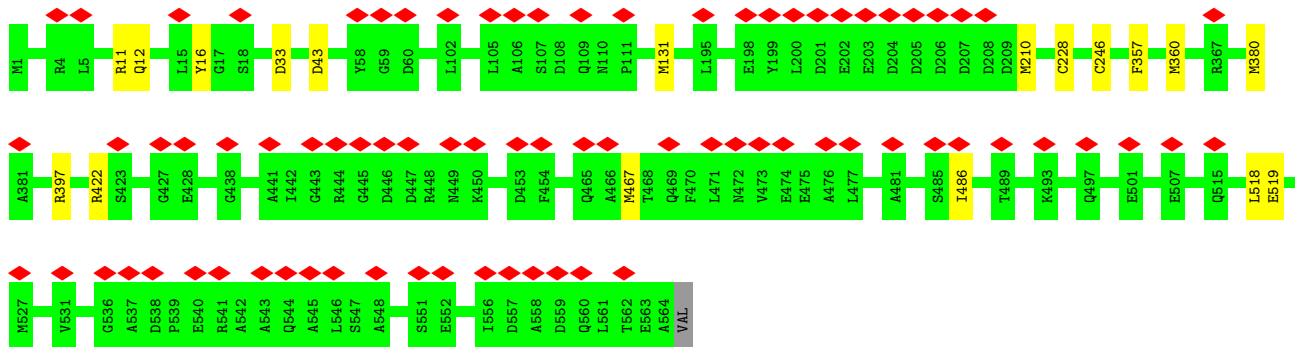 M1 R4 L5 R11 Q12 L15 Y16 G17 S18 D33 D43 Y58 G59 D60 L102 L105 A106 S107 D108 Q109 N110 P111 M131 L195 E198 Y199 L200 D201 E202 E203 D204 D205 D206 D207 D208 D209 M210 C228 C246 F357 M360 R367 M380
A381 R397 R422 S423 G427 E428 G438 A441 I442 G443 R444 G445 D446 D447 R448 N449 K450 D453 F454 Q465 A466 M467 T468 Q469 F470 L471 N472 V473 E474 E475 A476 L477 A481 S485 I486 T489 K493 Q497 E501 E507 Q515 L518 E519
M527 V531 G536 A537 D538 P539 E540 R541 A542 A543 Q544 A545 L546 S547 A548 S551 E552 I556 D557 A558 D559 Q560 L561 T562 E563 A564 VAL